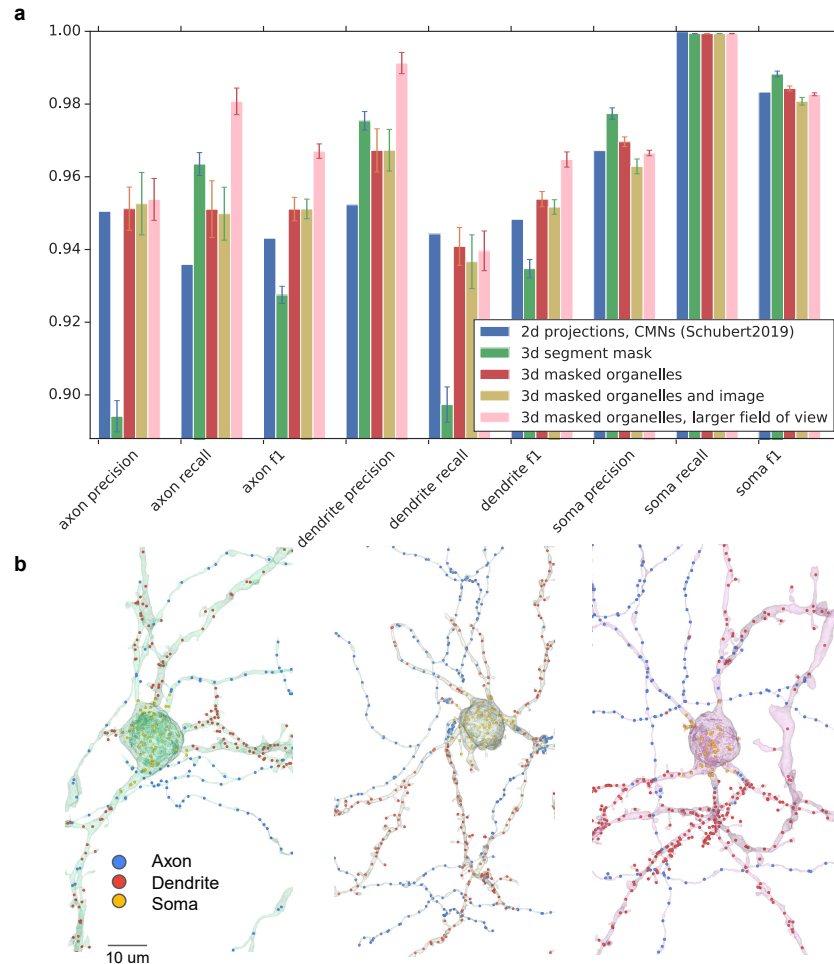 a
1.00
0.98
0.96
0.94
0.92
0.90
2d projections, CMNs (Schubert2019)
3d segment mask
3d masked organelles
3d masked organelles and image
3d masked organelles, larger field of view
axon precision
axon recall
axon f1
dendrite precision
dendrite recall
dendrite f1
soma precision
soma recall
soma f1
b
Axon
Dendrite
Soma
10 um